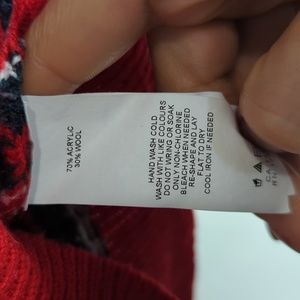 70% ACRYLIC
30% WOOL
HAND WASH COLD
WASH WITH LIKE COLOURS
DO NOT WRING OR SOAK
ONLY NON-CHLORINE
BLEACH WHEN NEEDED
RE-SHAPE AND LAY
FLAT TO DRY
COOL IRON IF NEEDED